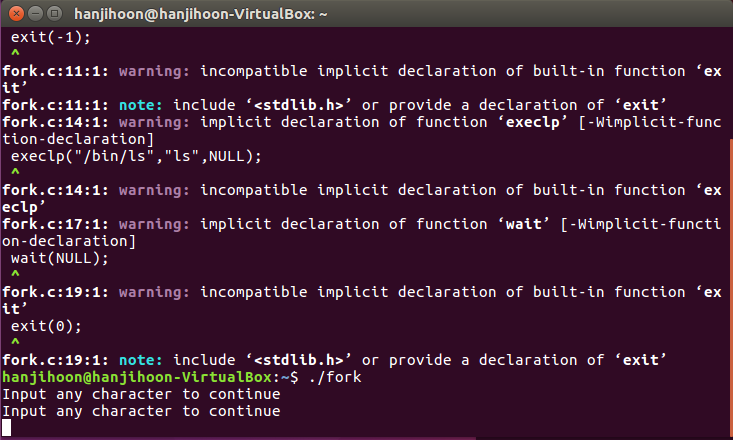 hanjihoon@hanjihoon-VirtualBox: ~
 exit(-1);
 ^
fork.c:11:1: warning: incompatible implicit declaration of built-in function ‘ex
it’
fork.c:11:1: note: include ‘<stdlib.h>’ or provide a declaration of ‘exit’
fork.c:14:1: warning: implicit declaration of function ‘execlp’ [-Wimplicit-func
tion-declaration]
 execlp("/bin/ls","ls",NULL);
 ^
fork.c:14:1: warning: incompatible implicit declaration of built-in function ‘ex
eclp’
fork.c:17:1: warning: implicit declaration of function ‘wait’ [-Wimplicit-functi
on-declaration]
 wait(NULL);
 ^
fork.c:19:1: warning: incompatible implicit declaration of built-in function ‘ex
it’
 exit(0);
 ^
fork.c:19:1: note: include ‘<stdlib.h>’ or provide a declaration of ‘exit’
hanjihoon@hanjihoon-VirtualBox:~$ ./fork
Input any character to continue
Input any character to continue